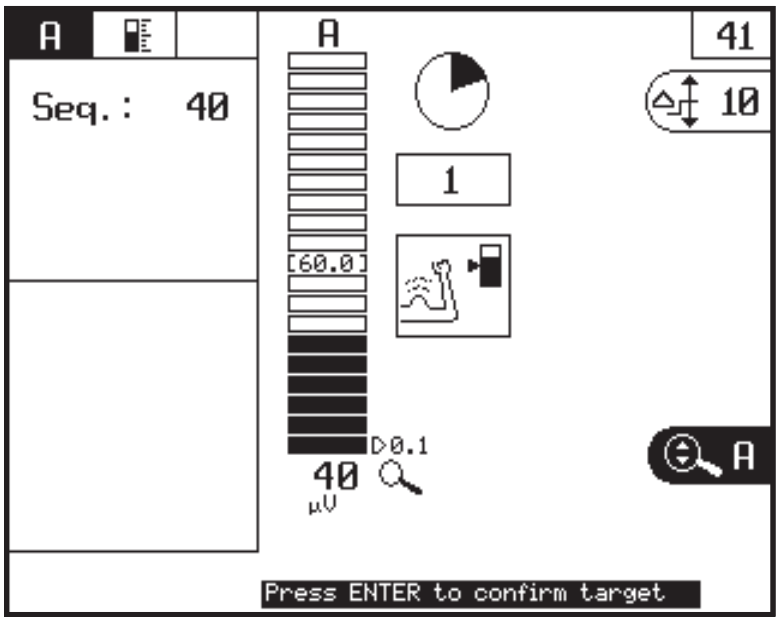 A
Seq.: 40
A
[60.0]
▷0.1
40
µV
1
41
10
A
Press ENTER to confirm target